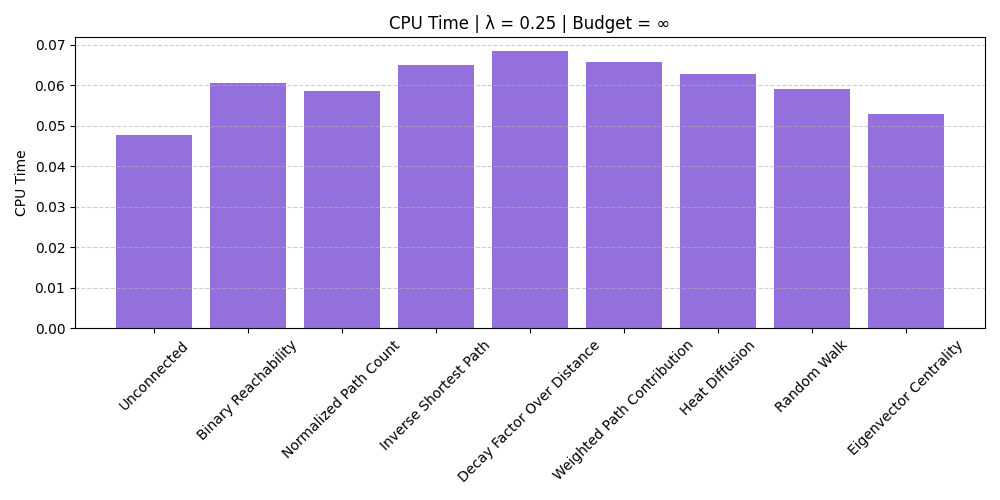 CPU Time | λ = 0.25 | Budget = ∞
CPU Time
0.07
0.06
0.05
0.04
0.03
0.02
0.01
0.00
Unconnected
Binary Reachability
Normalized Path Count
Inverse Shortest Path
Decay Factor Over Distance
Weighted Path Contribution
Heat Diffusion
Random Walk
Eigenvector Centrality